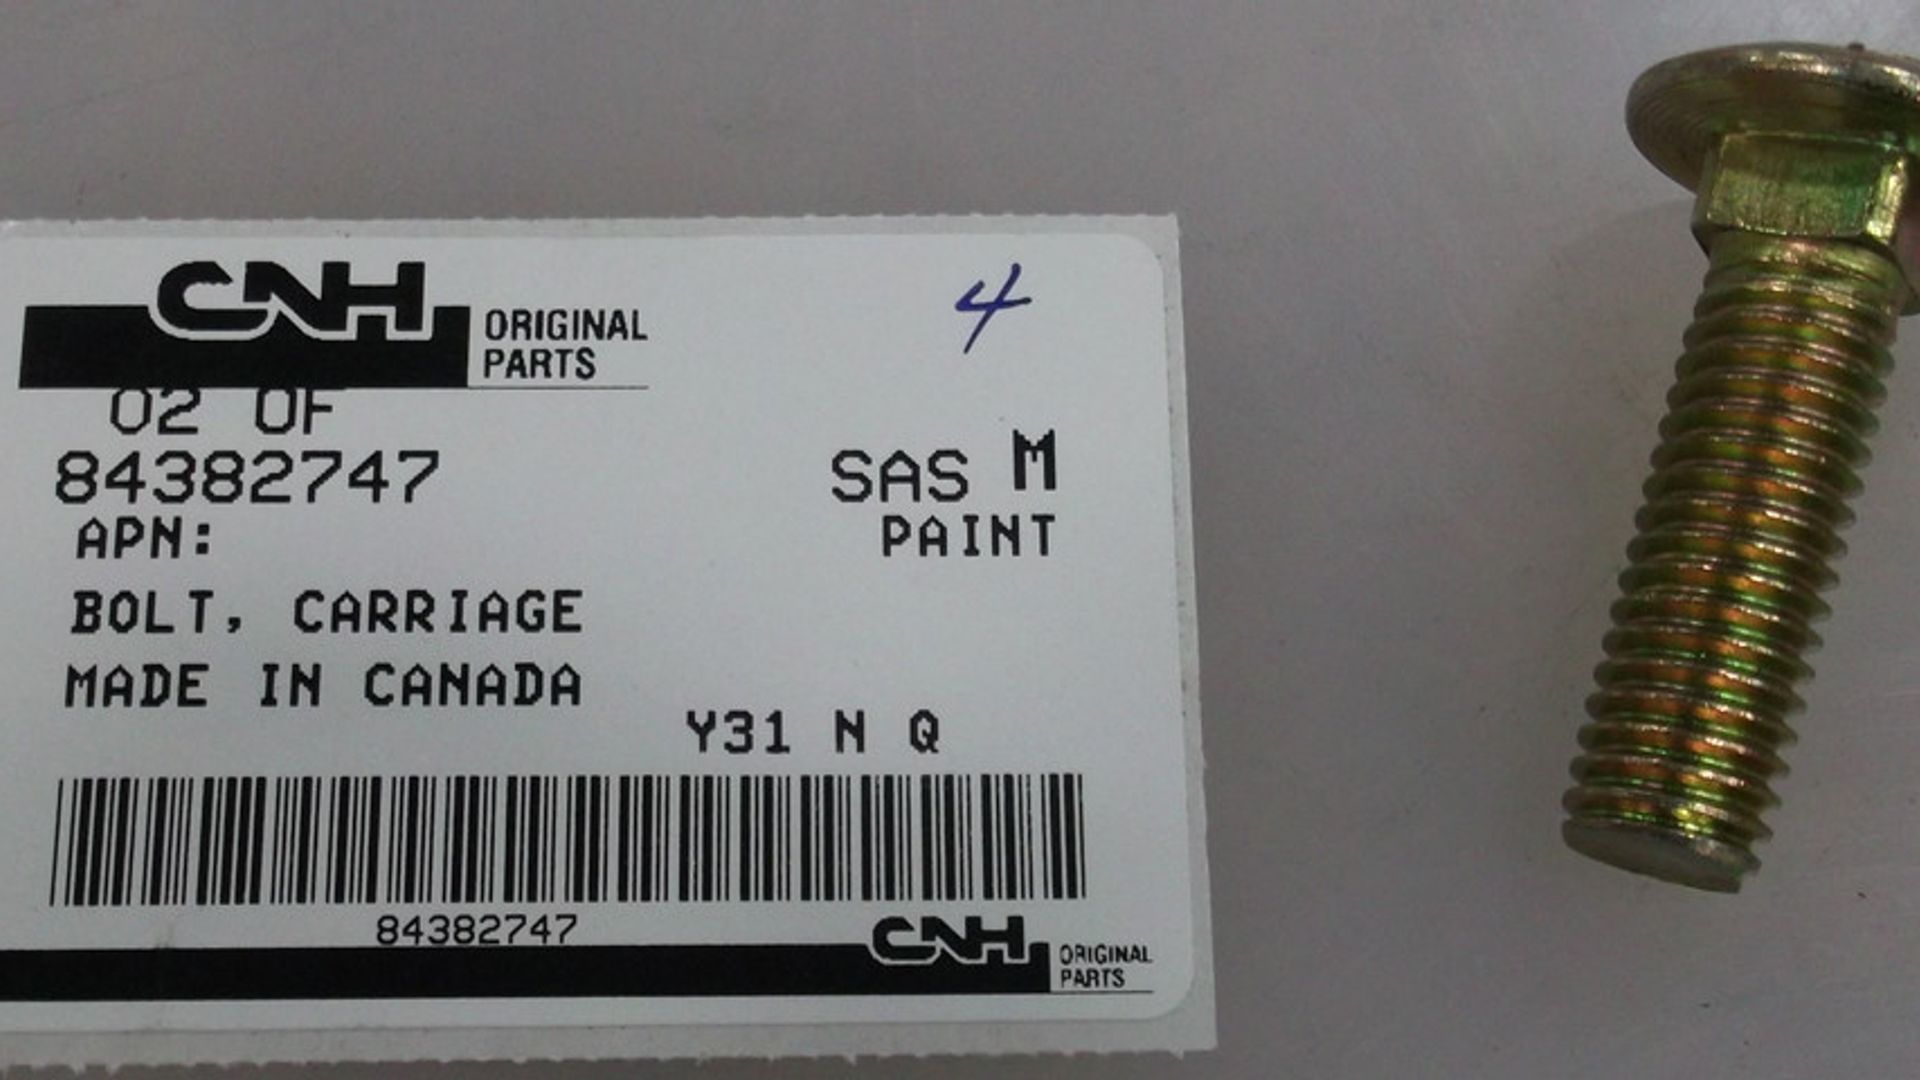 CNH ORIGINAL
PARTS
4
02 OF
84382747 SAS M
APN: PAINT
BOLT, CARRIAGE
MADE IN CANADA
Y31 N Q
84382747
CNH ORIGINAL
PARTS